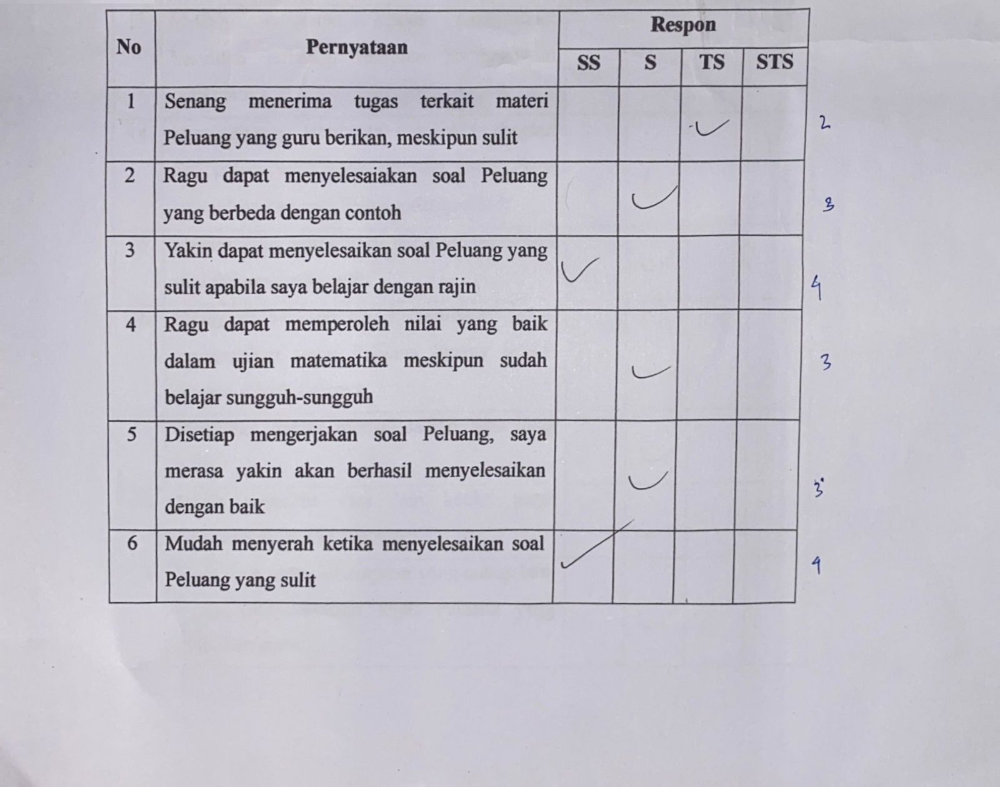 No Pernyataan Respon
SS S TS STS
1 Senang menerima tugas terkait materi
Peluang yang guru berikan, meskipun sulit
2
2 Ragu dapat menyelesaiakan soal Peluang
yang berbeda dengan contoh
3
3 Yakin dapat menyelesaikan soal Peluang yang
sulit apabila saya belajar dengan rajin
4
4 Ragu dapat memperoleh nilai yang baik
dalam ujian matematika meskipun sudah
belajar sungguh-sungguh
3
5 Disetiap mengerjakan soal Peluang, saya
merasa yakin akan berhasil menyelesaikan
dengan baik
3
6 Mudah menyerah ketika menyelesaikan soal
Peluang yang sulit
4